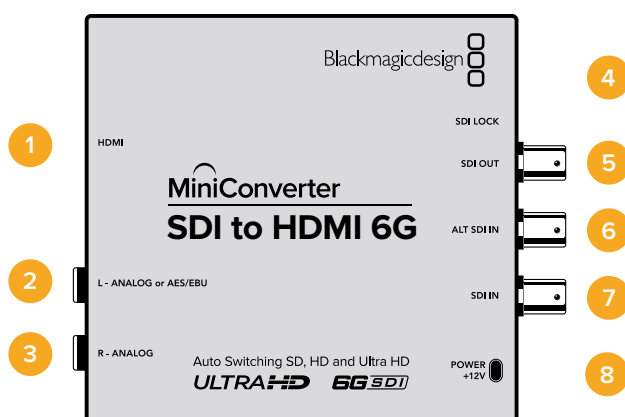 Blackmagicdesign
4
SDI LOCK
1
HDMI
SDI OUT
5
MiniConverter
SDI to HDMI 6G
ALT SDI IN
6
2
L - ANALOG or AES/EBU
SDI IN
7
3
R - ANALOG
Auto Switching SD, HD and Ultra HD
POWER
+12V
8
ULTRAHD 6G SDI